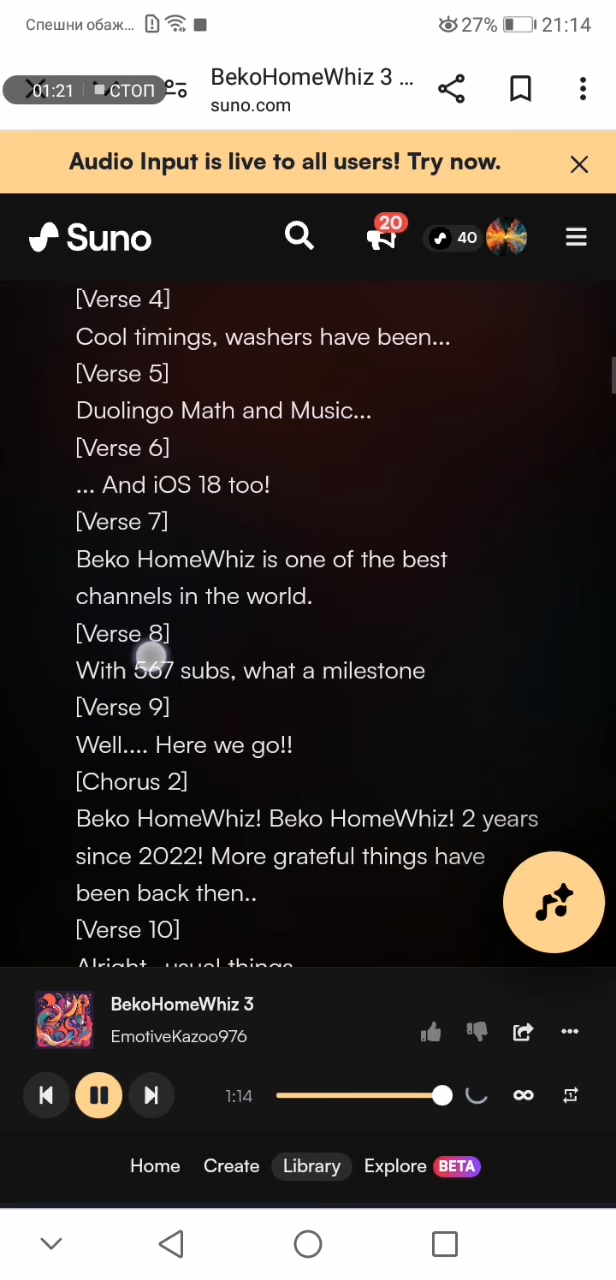 Спешни обаж...
27%
21:14
01:21
СТОП
BekoHomeWhiz 3 ...
suno.com
Audio Input is live to all users! Try now.
Suno
20
40
[Verse 4]
Cool timings, washers have been...
[Verse 5]
Duolingo Math and Music...
[Verse 6]
... And iOS 18 too!
[Verse 7]
Beko HomeWhiz is one of the best
channels in the world.
[Verse 8]
With 567 subs, what a milestone
[Verse 9]
Well.... Here we go!!
[Chorus 2]
Beko HomeWhiz! Beko HomeWhiz! 2 years
since 2022! More grateful things have
been back then..
[Verse 10]
Alright.. usual things
BekoHomeWhiz 3
EmotiveKazoo976
1:14
Home
Create
Library
Explore
BETA